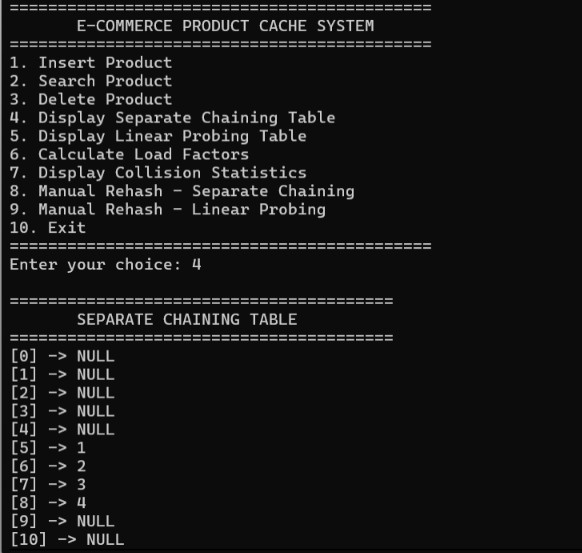 ============================================
E-COMMERCE PRODUCT CACHE SYSTEM
============================================
1. Insert Product
2. Search Product
3. Delete Product
4. Display Separate Chaining Table
5. Display Linear Probing Table
6. Calculate Load Factors
7. Display Collision Statistics
8. Manual Rehash - Separate Chaining
9. Manual Rehash - Linear Probing
10. Exit
============================================
Enter your choice: 4
========================================
SEPARATE CHAINING TABLE
========================================
[0] -> NULL
[1] -> NULL
[2] -> NULL
[3] -> NULL
[4] -> NULL
[5] -> 1
[6] -> 2
[7] -> 3
[8] -> 4
[9] -> NULL
[10] -> NULL